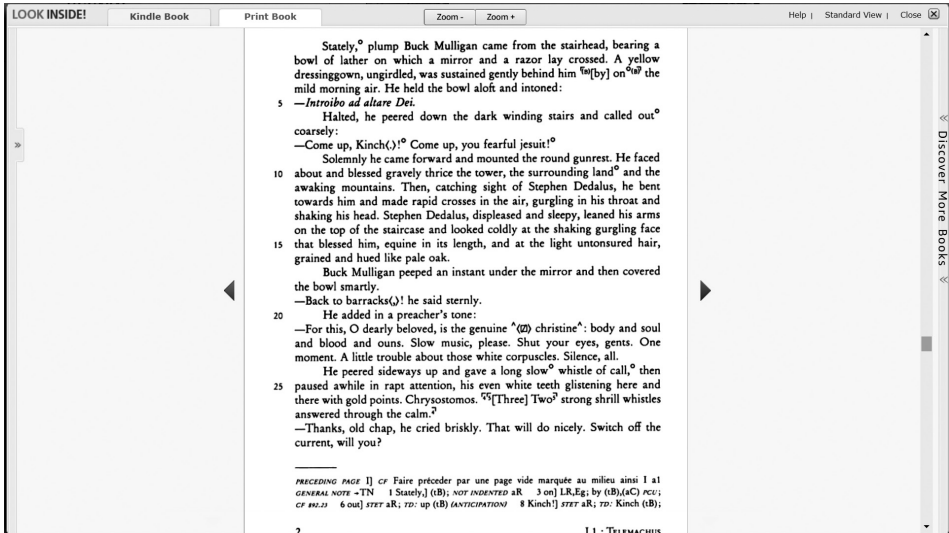 LOOK INSIDE!
Kindle Book
Print Book
Zoom -
Zoom +
Help |
Standard View |
Close
Stately,° plump Buck Mulligan came from the stairhead, bearing a
bowl of lather on which a mirror and a razor lay crossed. A yellow
dressinggown, ungirdled, was sustained gently behind him ⌜(B)[by] on°(B)⌝ the
mild morning air. He held the bowl aloft and intoned:
5 —Introibo ad altare Dei.
Halted, he peered down the dark winding stairs and called out°
coarsely:
—Come up, Kinch(.)!° Come up, you fearful jesuit!°
Solemnly he came forward and mounted the round gunrest. He faced
10 about and blessed gravely thrice the tower, the surrounding land° and the
awaking mountains. Then, catching sight of Stephen Dedalus, he bent
towards him and made rapid crosses in the air, gurgling in his throat and
shaking his head. Stephen Dedalus, displeased and sleepy, leaned his arms
on the top of the staircase and looked coldly at the shaking gurgling face
15 that blessed him, equine in its length, and at the light untonsured hair,
grained and hued like pale oak.
Buck Mulligan peeped an instant under the mirror and then covered
the bowl smartly.
—Back to barracks(,)! he said sternly.
20 He added in a preacher's tone:
—For this, O dearly beloved, is the genuine ^ christine^: body and soul
and blood and ouns. Slow music, please. Shut your eyes, gents. One
moment. A little trouble about those white corpuscles. Silence, all.
He peered sideways up and gave a long slow° whistle of call,° then
25 paused awhile in rapt attention, his even white teeth glistening here and
there with gold points. Chrysostomos. [Three] Two strong shrill whistles
answered through the calm.
—Thanks, old chap, he cried briskly. That will do nicely. Switch off the
current, will you?
PRECEDING PAGE I] CF Faire précéder par une page vide marquée au milieu ainsi I a1
GENERAL NOTE →TN 1 Stately,] (tB); NOT INDENTED aR 3 on] LR,Eg; by (tB),(aC) PCU;
CF 892.23 6 out] STET aR; TD: up (tB) (ANTICIPATION) 8 Kinch!] STET aR; TD: Kinch (tB);
2 I.1 · TELEMACHUS
Discover More Books